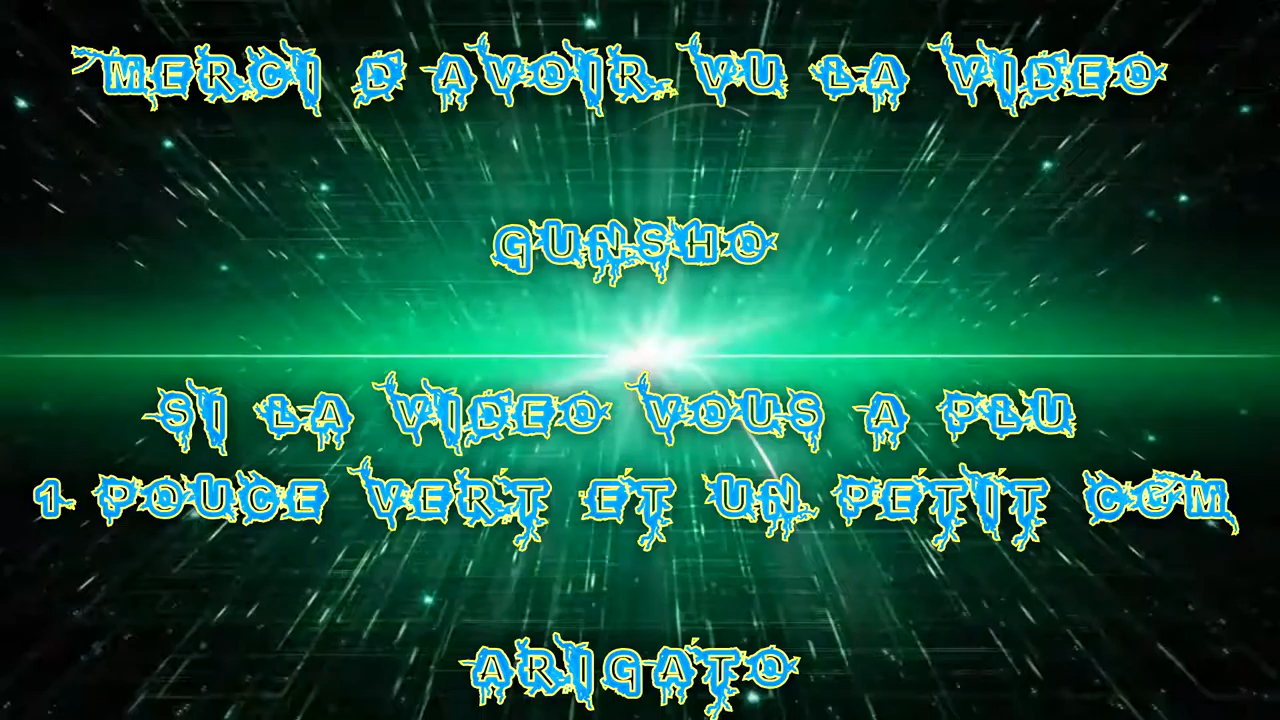 MERCI D AVOIR VU LA VIDEO
GUNSHO
SI LA VIDEO VOUS A PLU
1 POUCE VERT ET UN PETIT COM
ARIGATO